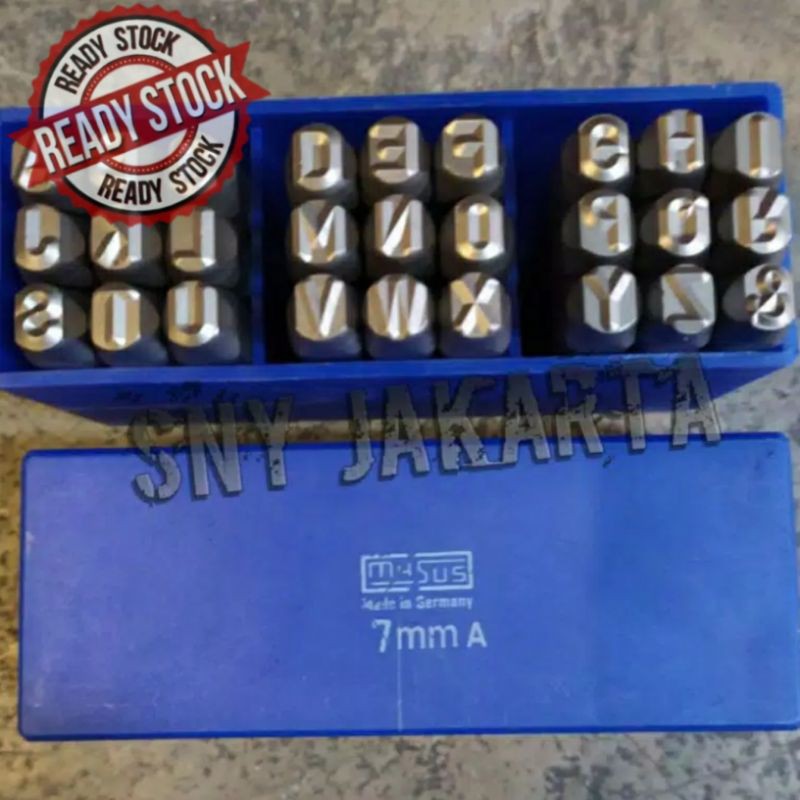 READY STOCK
READY STOCK
READY STOCK
D E F
G H I
J K L
M N O
P Q R
S T U
V W X
Y Z &
SNY JAKARTA
Made in Germany
7mm A